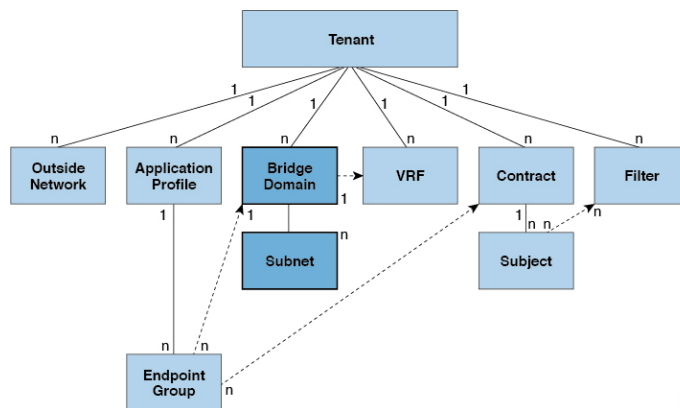 Tenant
1
1
1
1
1
1
n
n
n
n
n
n
Outside
Network
Application
Profile
Bridge
Domain
VRF
Contract
Filter
1
1
1
1
n
n
n
n
Subnet
Subject
n
n
Endpoint
Group
n
n